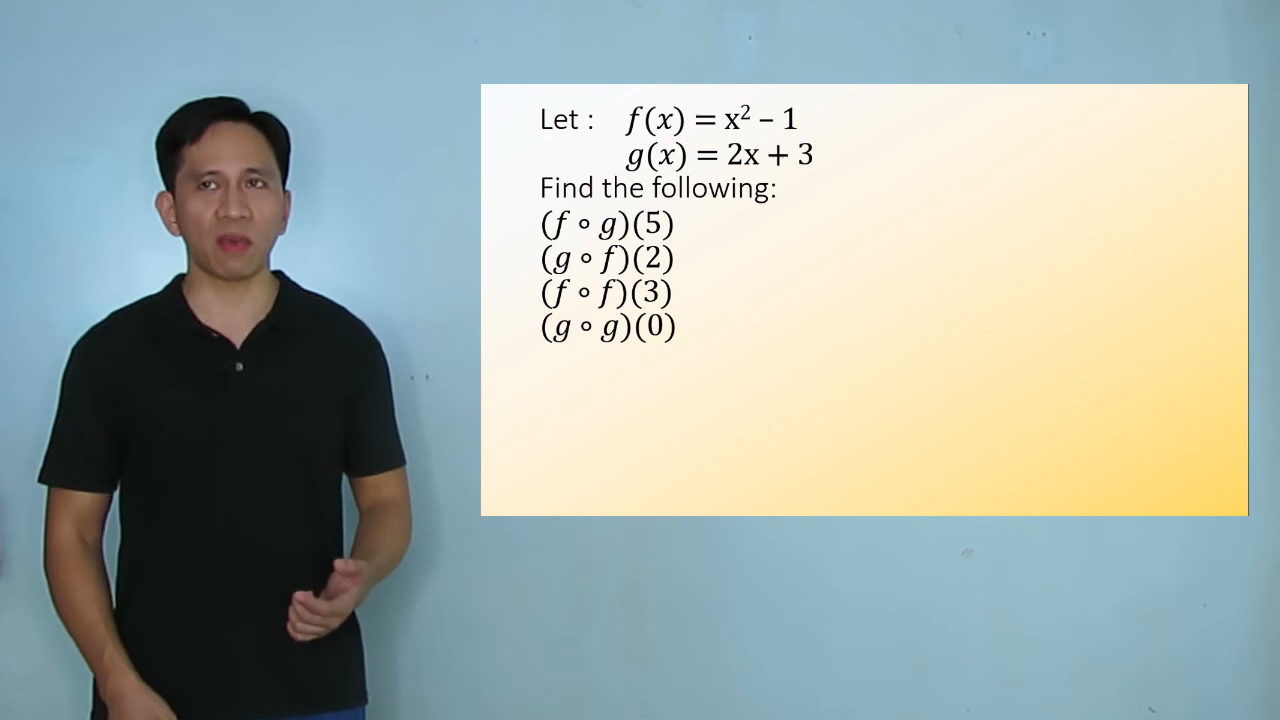 Let : f(x) = x² – 1
g(x) = 2x + 3
Find the following:
(f ∘ g)(5)
(g ∘ f)(2)
(f ∘ f)(3)
(g ∘ g)(0)